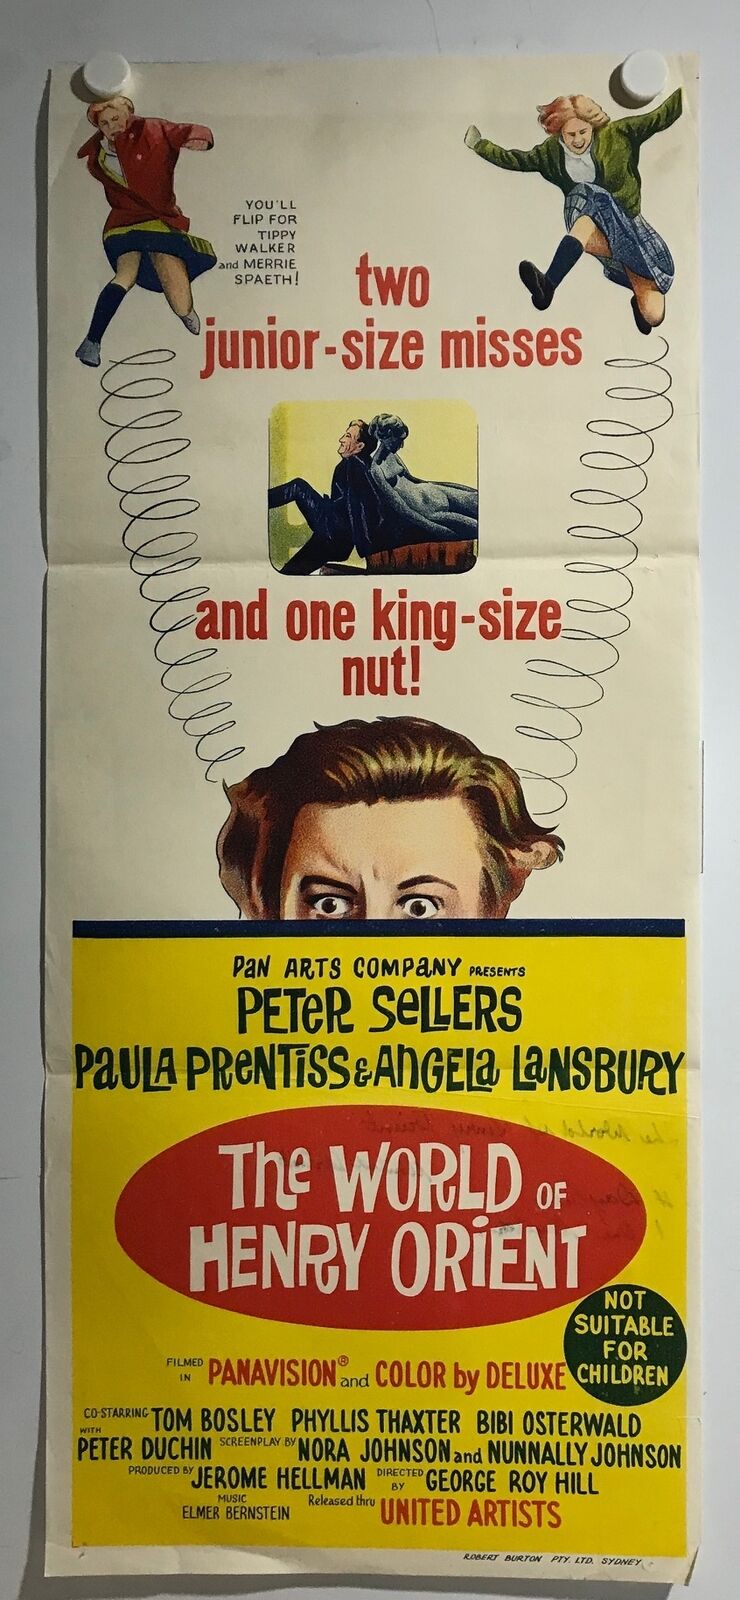 YOU'LL
FLIP FOR
TIPPY
WALKER
and MERRIE
SPAETH!
two
junior-size misses
and one king-size
nut!
PAN ARTS COMPANY PRESENTS
PETER SELLERS
PAULA PRENTISS & ANGELA LANSBURY
The WORLD OF
HENRY ORIENT
NOT
SUITABLE
FOR
CHILDREN
FILMED IN PANAVISION® and COLOR by DELUXE
CO-STARRING TOM BOSLEY PHYLLIS THAXTER BIBI OSTERWALD
WITH PETER DUCHIN SCREENPLAY BY NORA JOHNSON and NUNNALLY JOHNSON
PRODUCED BY JEROME HELLMAN DIRECTED BY GEORGE ROY HILL
MUSIC ELMER BERNSTEIN Released thru UNITED ARTISTS
ROBERT BURTON PTY. LTD. SYDNEY